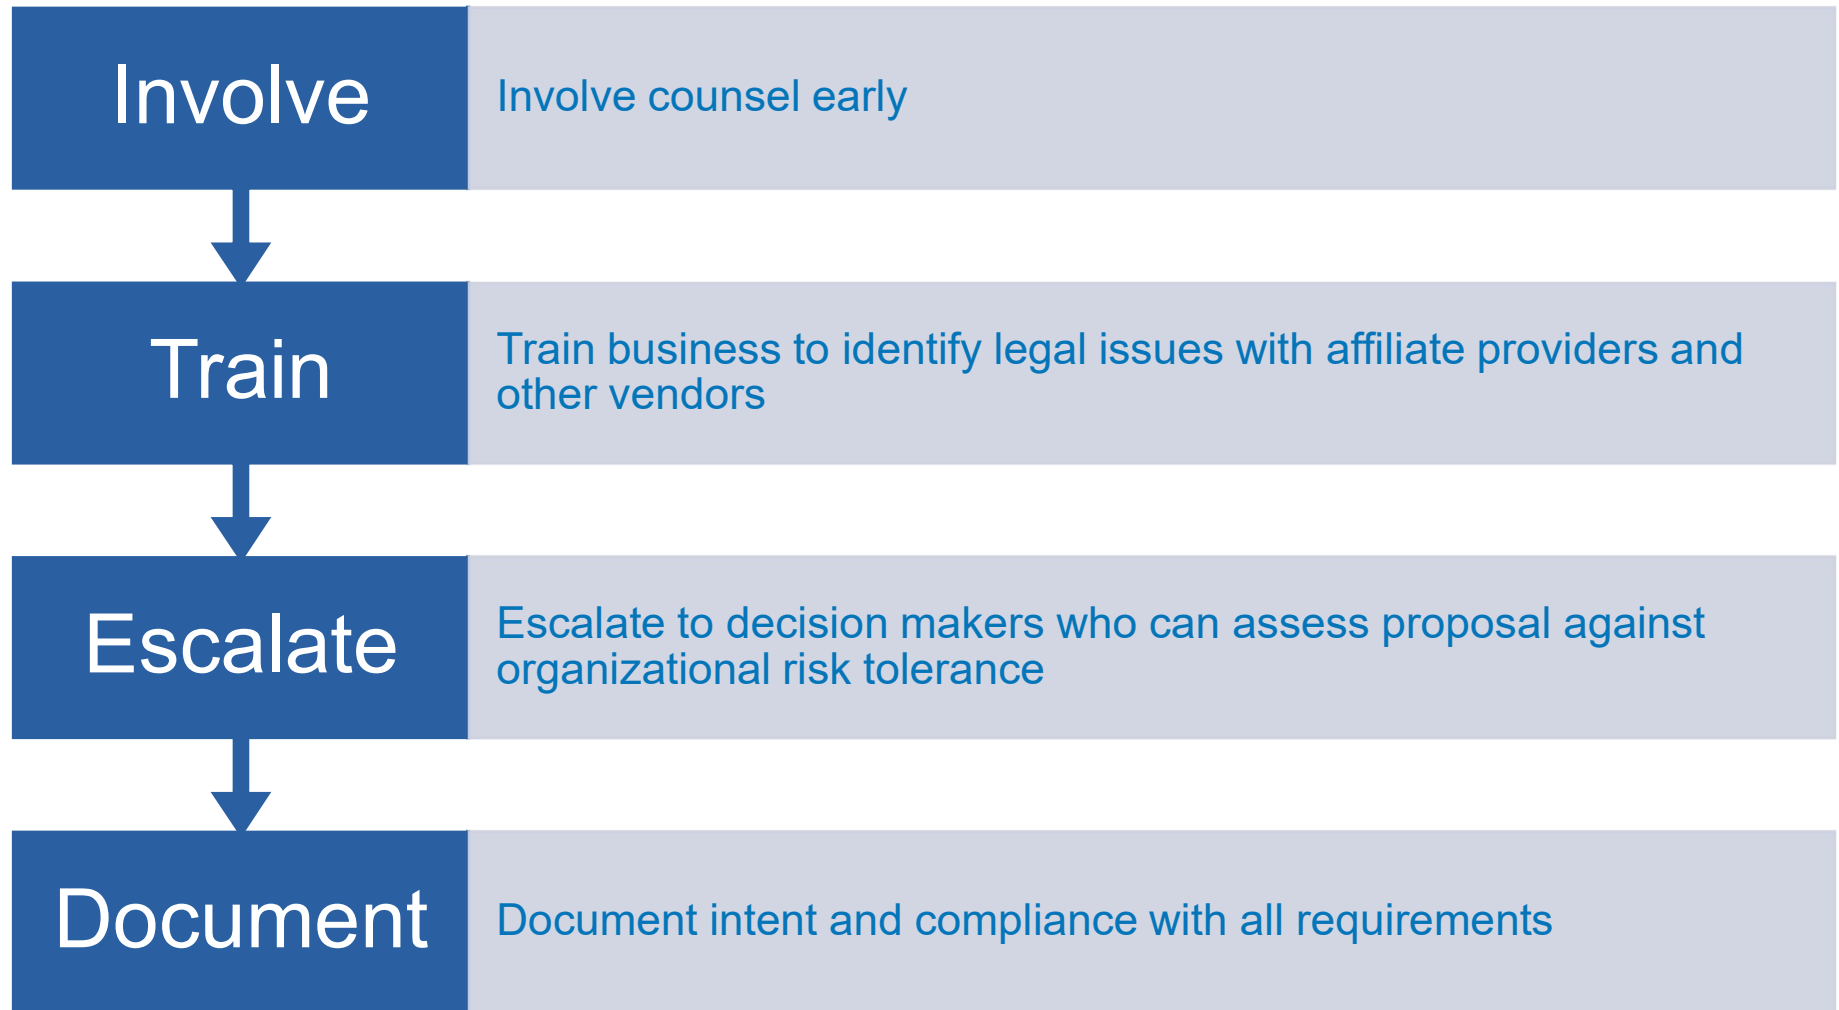 Involve
Involve counsel early
Train
Train business to identify legal issues with affiliate providers and
other vendors
Escalate
Escalate to decision makers who can assess proposal against
organizational risk tolerance
Document
Document intent and compliance with all requirements